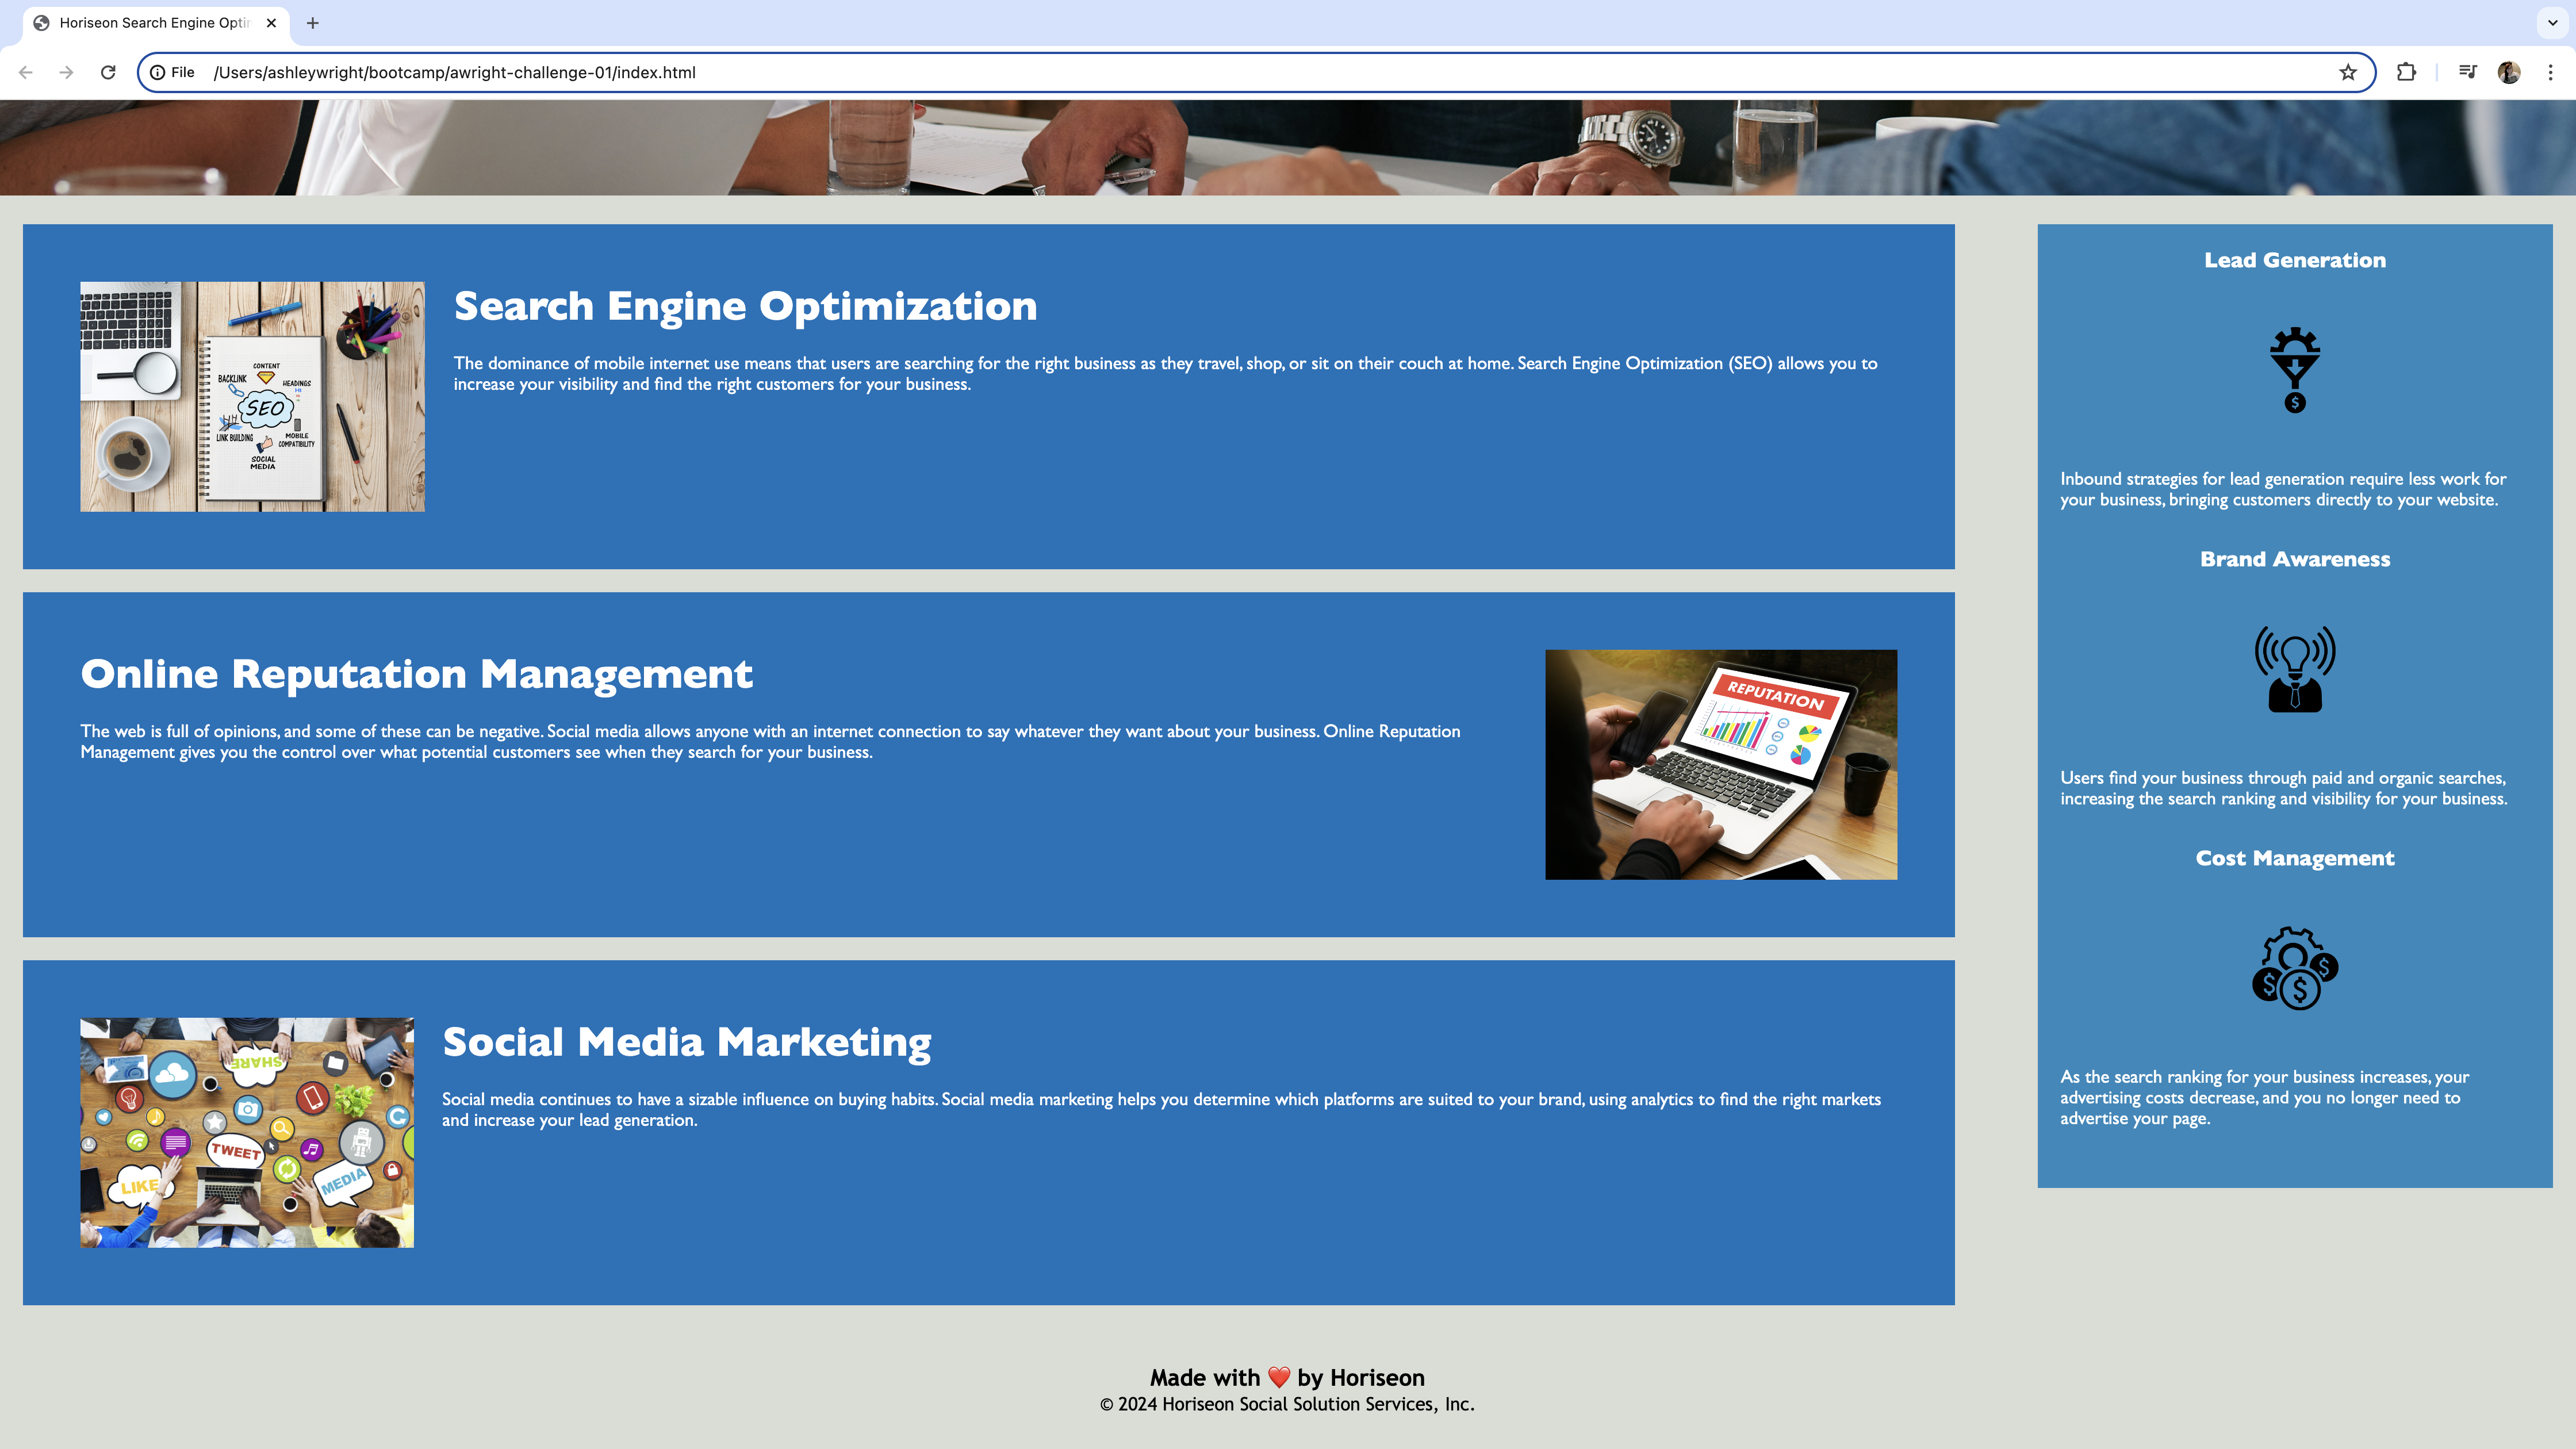 Horiseon Search Engine Optim
File /Users/ashleywright/bootcamp/awright-challenge-01/index.html
CONTENT
BACKLINK
HEADINGS
SEO
LINK BUILDING
MOBILE
COMPATIBILITY
SOCIAL
MEDIA
Search Engine Optimization
The dominance of mobile internet use means that users are searching for the right business as they travel, shop, or sit on their couch at home. Search Engine Optimization (SEO) allows you to
increase your visibility and find the right customers for your business.
Online Reputation Management
The web is full of opinions, and some of these can be negative. Social media allows anyone with an internet connection to say whatever they want about your business. Online Reputation
Management gives you the control over what potential customers see when they search for your business.
REPUTATION
SHARE
TWEET
LIKE
MEDIA
Social Media Marketing
Social media continues to have a sizable influence on buying habits. Social media marketing helps you determine which platforms are suited to your brand, using analytics to find the right markets
and increase your lead generation.
Lead Generation
$
Inbound strategies for lead generation require less work for
your business, bringing customers directly to your website.
Brand Awareness
Users find your business through paid and organic searches,
increasing the search ranking and visibility for your business.
Cost Management
$ $ $
As the search ranking for your business increases, your
advertising costs decrease, and you no longer need to
advertise your page.
Made with ❤️ by Horiseon
© 2024 Horiseon Social Solution Services, Inc.